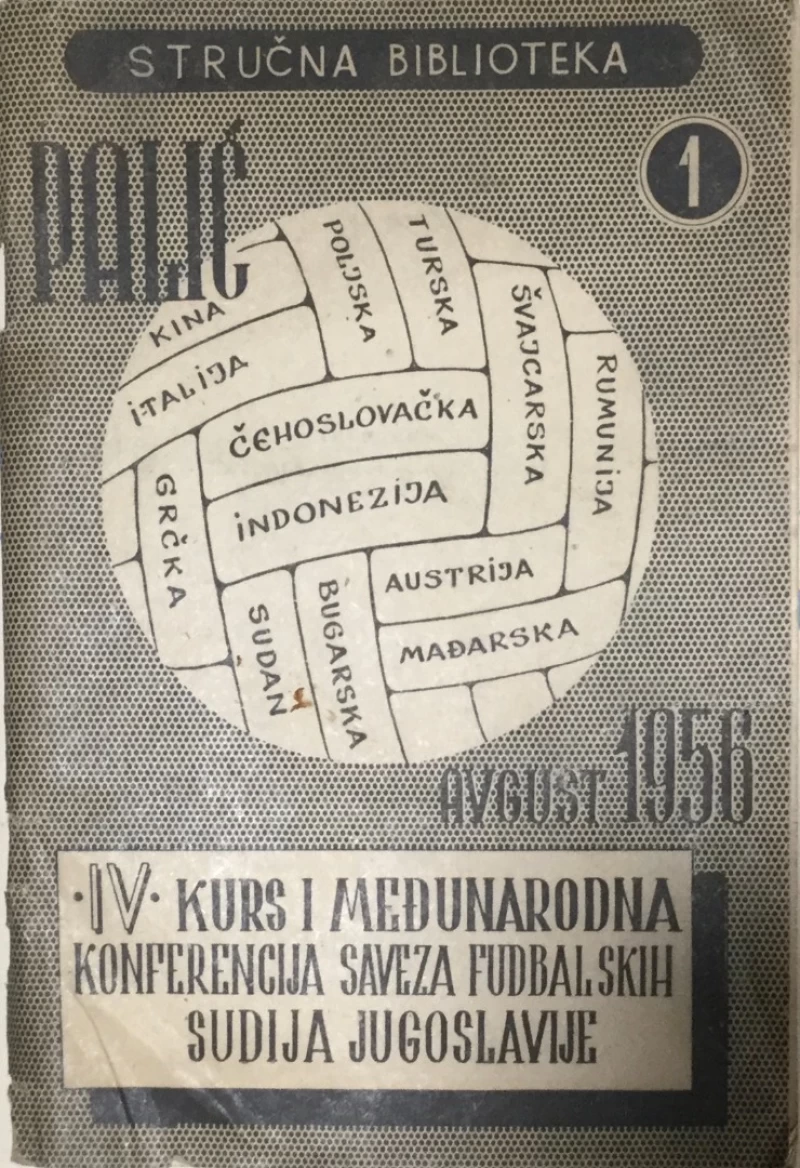 STRUČNA BIBLIOTEKA
1
PALIĆ
KINA
ITALIJA
POLJSKA
TURSKA
ŠVAJCARSKA
RUMUNIJA
ČEHOSLOVAČKA
INDONEZIJA
GRČKA
SUDAN
BUGARSKA
AUSTRIJA
MAĐARSKA
AVGUST 1956
·IV· KURS I MEĐUNARODNA
KONFERENCIJA SAVEZA FUDBALSKIH
SUDIJA JUGOSLAVIJE